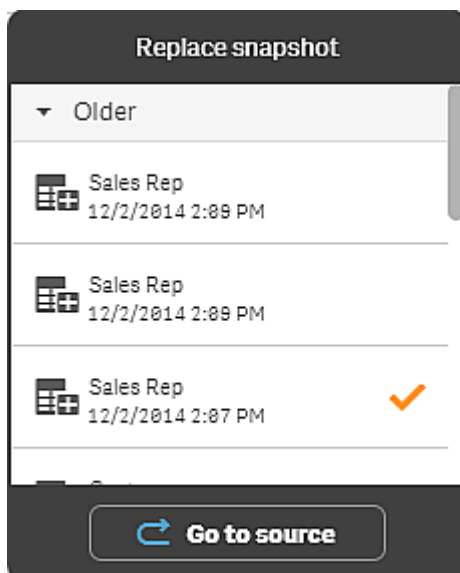 Replace snapshot
Older
Sales Rep
12/2/2014 2:09 PM
Sales Rep
12/2/2014 2:09 PM
Sales Rep
12/2/2014 2:07 PM
Go to source